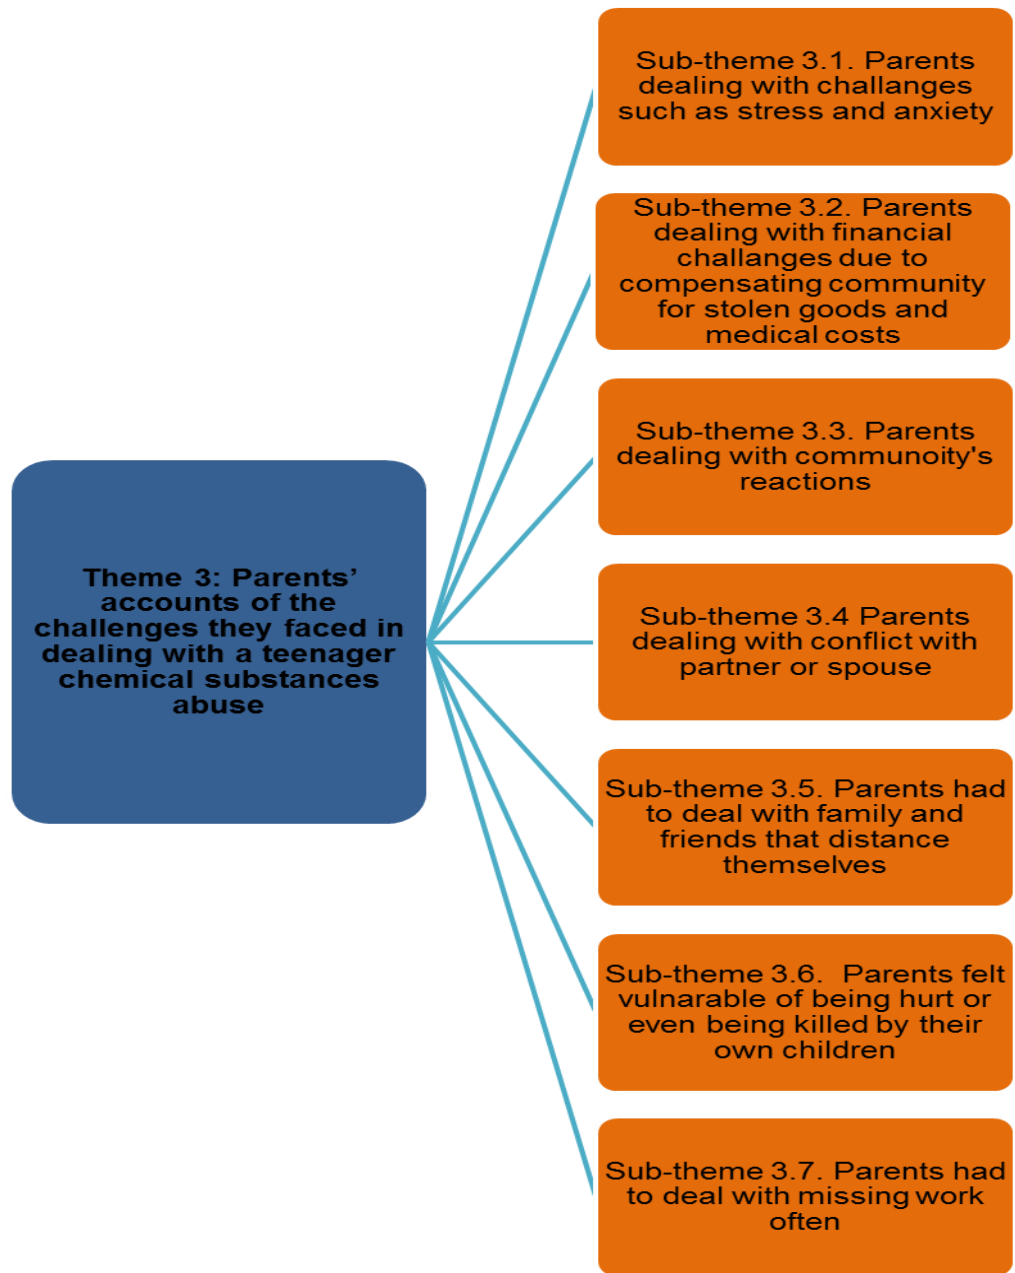 Sub-theme 3.1. Parents
dealing with challanges
such as stress and anxiety
Sub-theme 3.2. Parents
dealing with financial
challanges due to
compensating community
for stolen goods and
medical costs
Sub-theme 3.3. Parents
dealing with communoity's
reactions
Theme 3: Parents’
accounts of the
challenges they faced in
dealing with a teenager
chemical substances
abuse
Sub-theme 3.4 Parents
dealing with conflict with
partner or spouse
Sub-theme 3.5. Parents had
to deal with family and
friends that distance
themselves
Sub-theme 3.6.  Parents felt
vulnarable of being hurt or
even being killed by their
own children
Sub-theme 3.7. Parents had
to deal with missing work
often